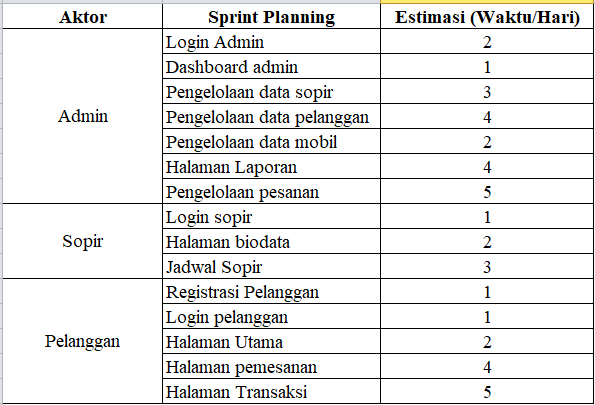 Aktor Sprint Planning Estimasi (Waktu/Hari)
Admin Login Admin 2
Dashboard admin 1
Pengelolaan data sopir 3
Pengelolaan data pelanggan 4
Pengelolaan data mobil 2
Halaman Laporan 4
Pengelolaan pesanan 5
Sopir Login sopir 1
Halaman biodata 2
Jadwal Sopir 3
Pelanggan Registrasi Pelanggan 1
Login pelanggan 1
Halaman Utama 2
Halaman pemesanan 4
Halaman Transaksi 5